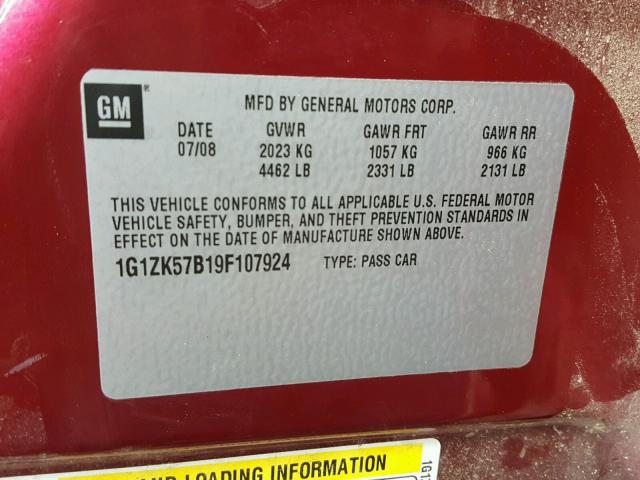 GM ®
MFD BY GENERAL MOTORS CORP.
DATE GVWR GAWR FRT GAWR RR
07/08 2023 KG 1057 KG 966 KG
4462 LB 2331 LB 2131 LB
THIS VEHICLE CONFORMS TO ALL APPLICABLE U.S. FEDERAL MOTOR
VEHICLE SAFETY, BUMPER, AND THEFT PREVENTION STANDARDS IN
EFFECT ON THE DATE OF MANUFACTURE SHOWN ABOVE.
1G1ZK57B19F107924 TYPE: PASS CAR
AND LOADING INFORMATION